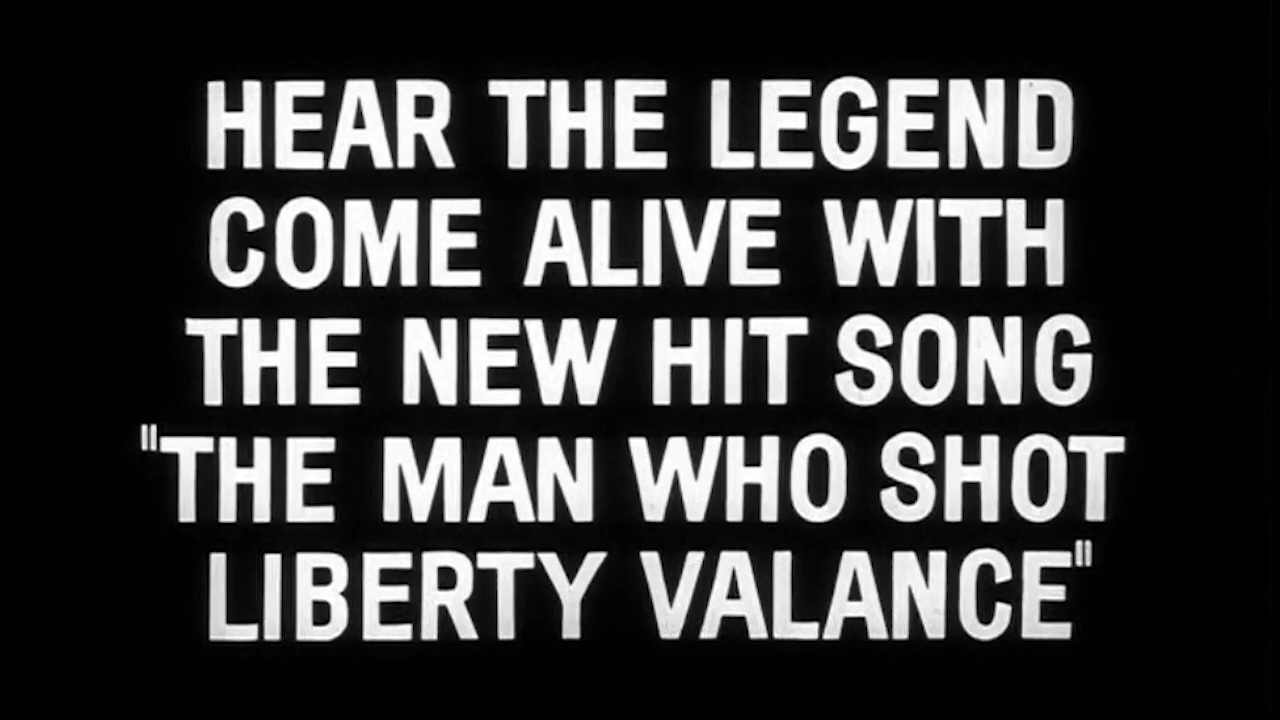 HEAR THE LEGEND
COME ALIVE WITH
THE NEW HIT SONG
"THE MAN WHO SHOT
LIBERTY VALANCE"